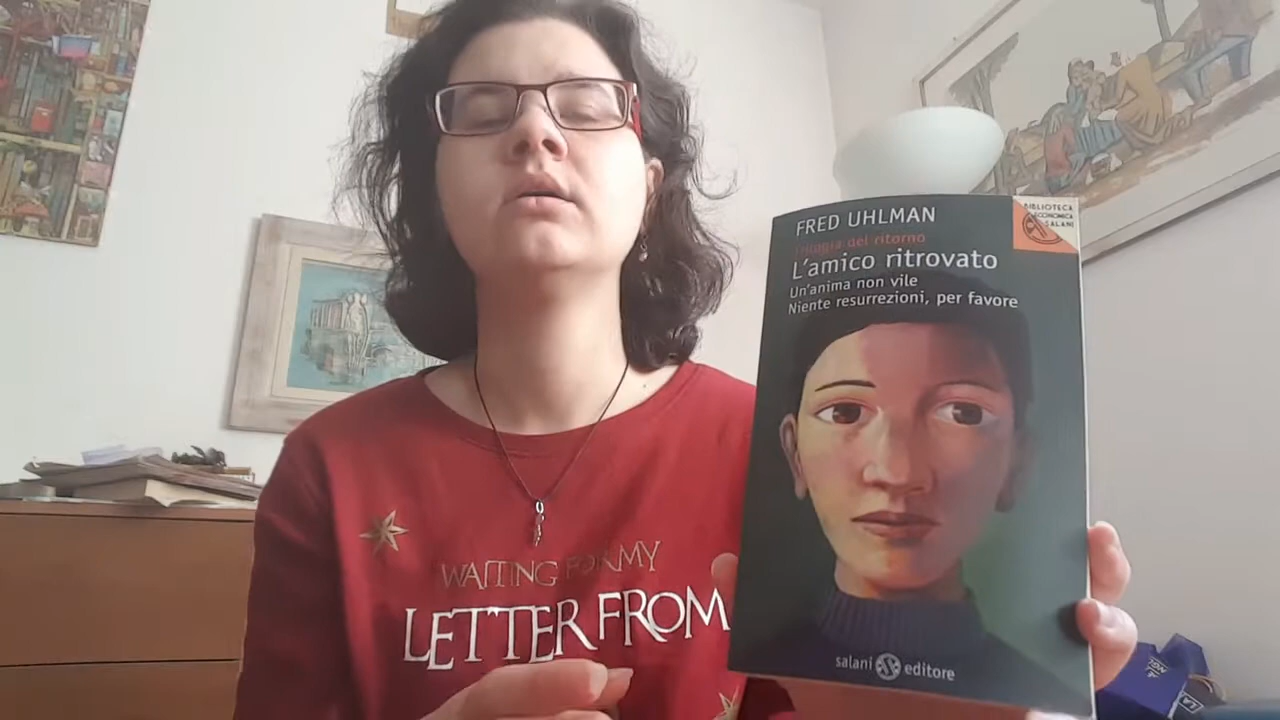 FRED UHLMAN
Trilogia del ritorno
L'amico ritrovato
Un'anima non vile
Niente resurrezioni, per favore
BIBLIOTECA
ECONOMICA
SALANI
salani editore
WAITING FOR MY
LETTER FROM